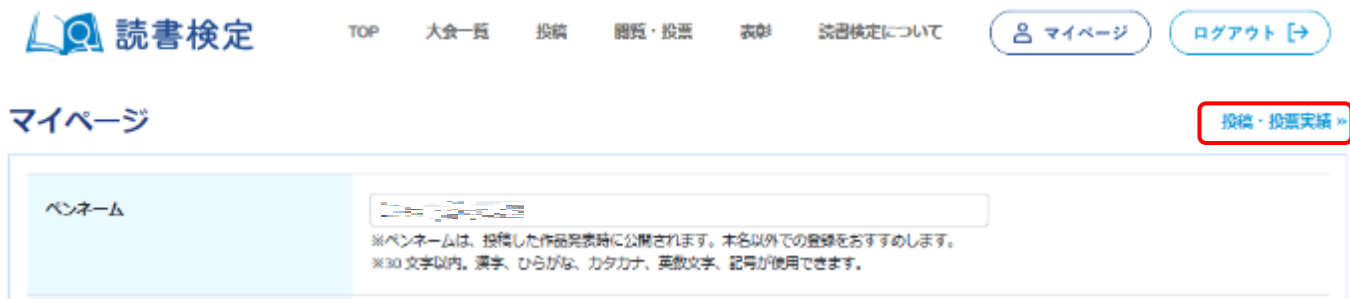 読書検定
TOP 大会一覧 投稿 閲覧・投票 表彰 読書検定について マイページ ログアウト
マイページ
投稿・投票実績 »
ペンネーム
※ペンネームは、投稿した作品発表時に公開されます。本名以外での登録をおすすめします。
※30 文字以内。漢字、ひらがな、カタカナ、英数文字、記号が使用できます。